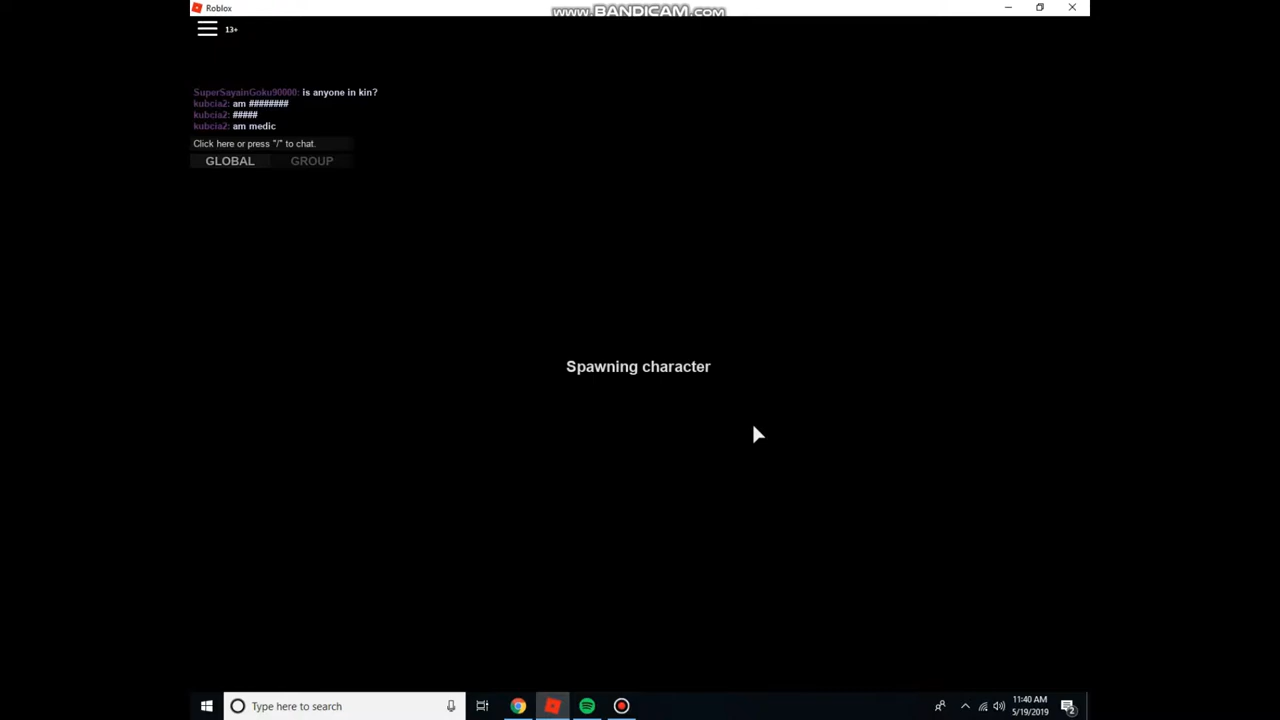 Roblox
www.BANDICAM.com
13+
SuperSayainGoku90000: is anyone in kin?
kubcia2: am ########
kubcia2: #####
kubcia2: am medic
Click here or press "/" to chat.
GLOBAL GROUP
Spawning character
Type here to search
11:40 AM
5/19/2019
2